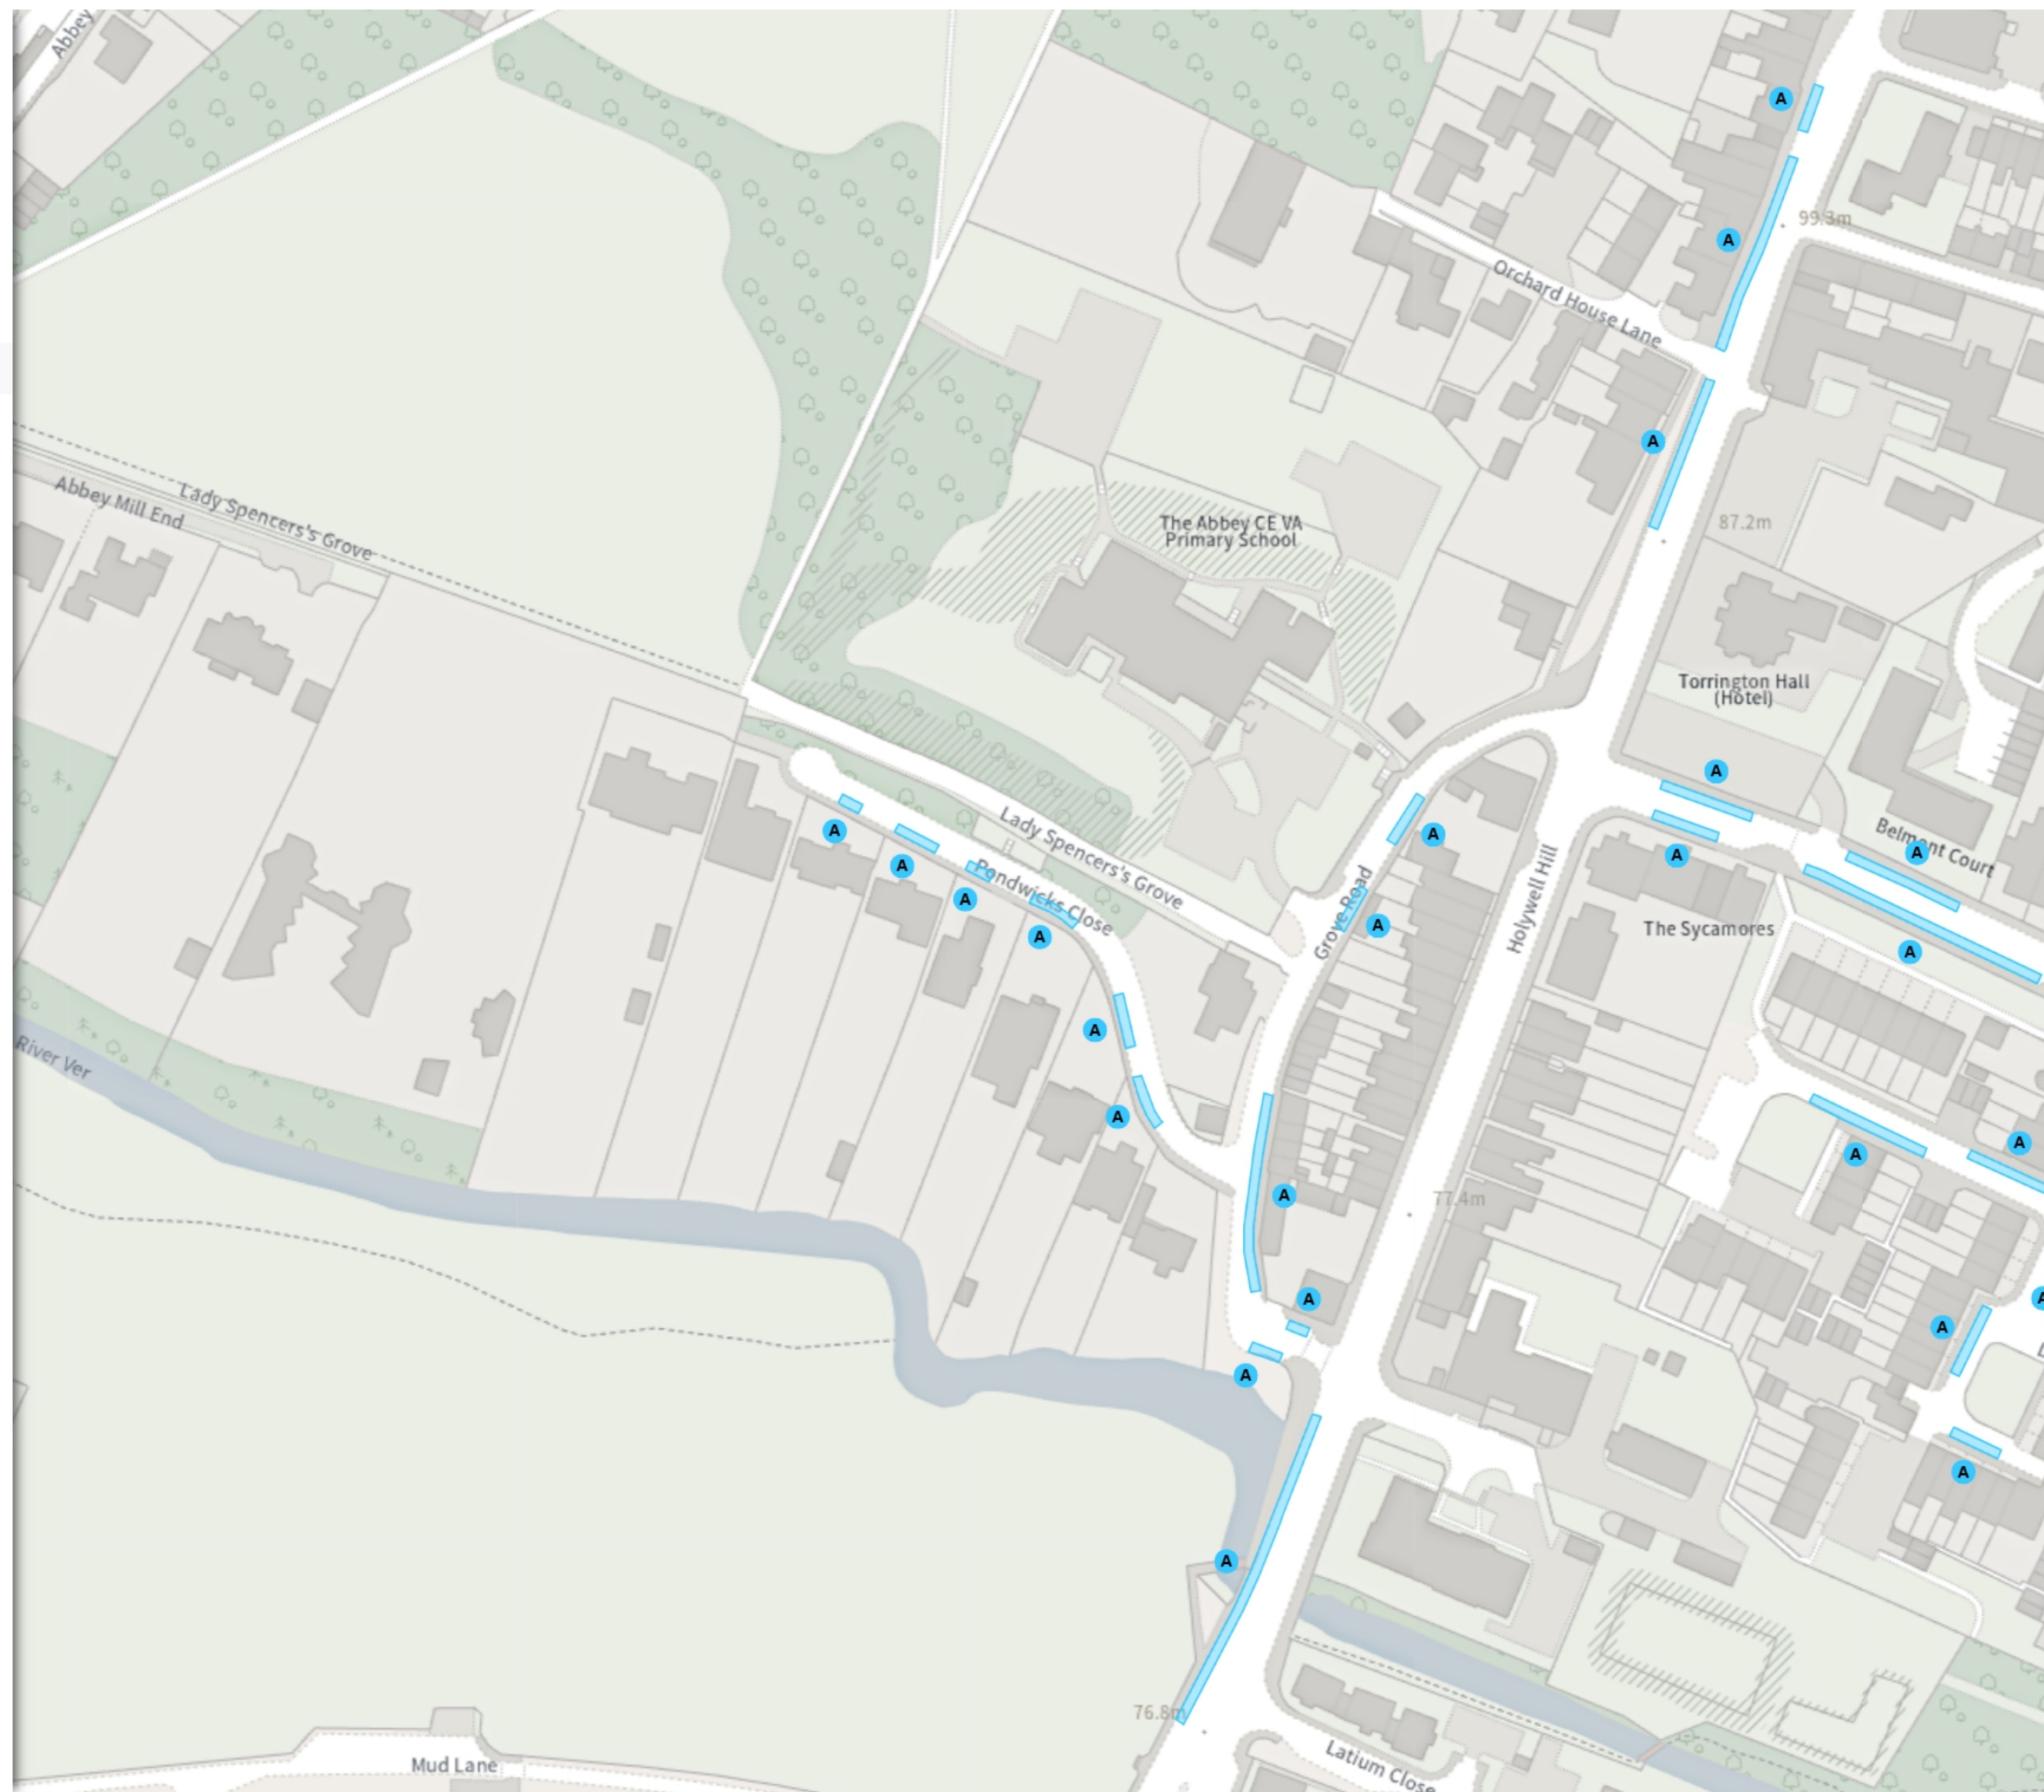 Abbey
A
99.3m
A
Orchard House Lane
A
Lady Spencers's Grove
Abbey Mill End
87.2m
The Abbey CE VA
Primary School
Torrington Hall
(Hotel)
A
Lady Spencers's Grove
A
A
Belmont Court
A
A
A
Pondwicks Close
A
A
Grove Road
A
Holywell Hill
The Sycamores
A
A
River Ver
A
A
A
A
77.4m
A
A
A
A
A
A
A
76.8m
Latium Close
Mud Lane